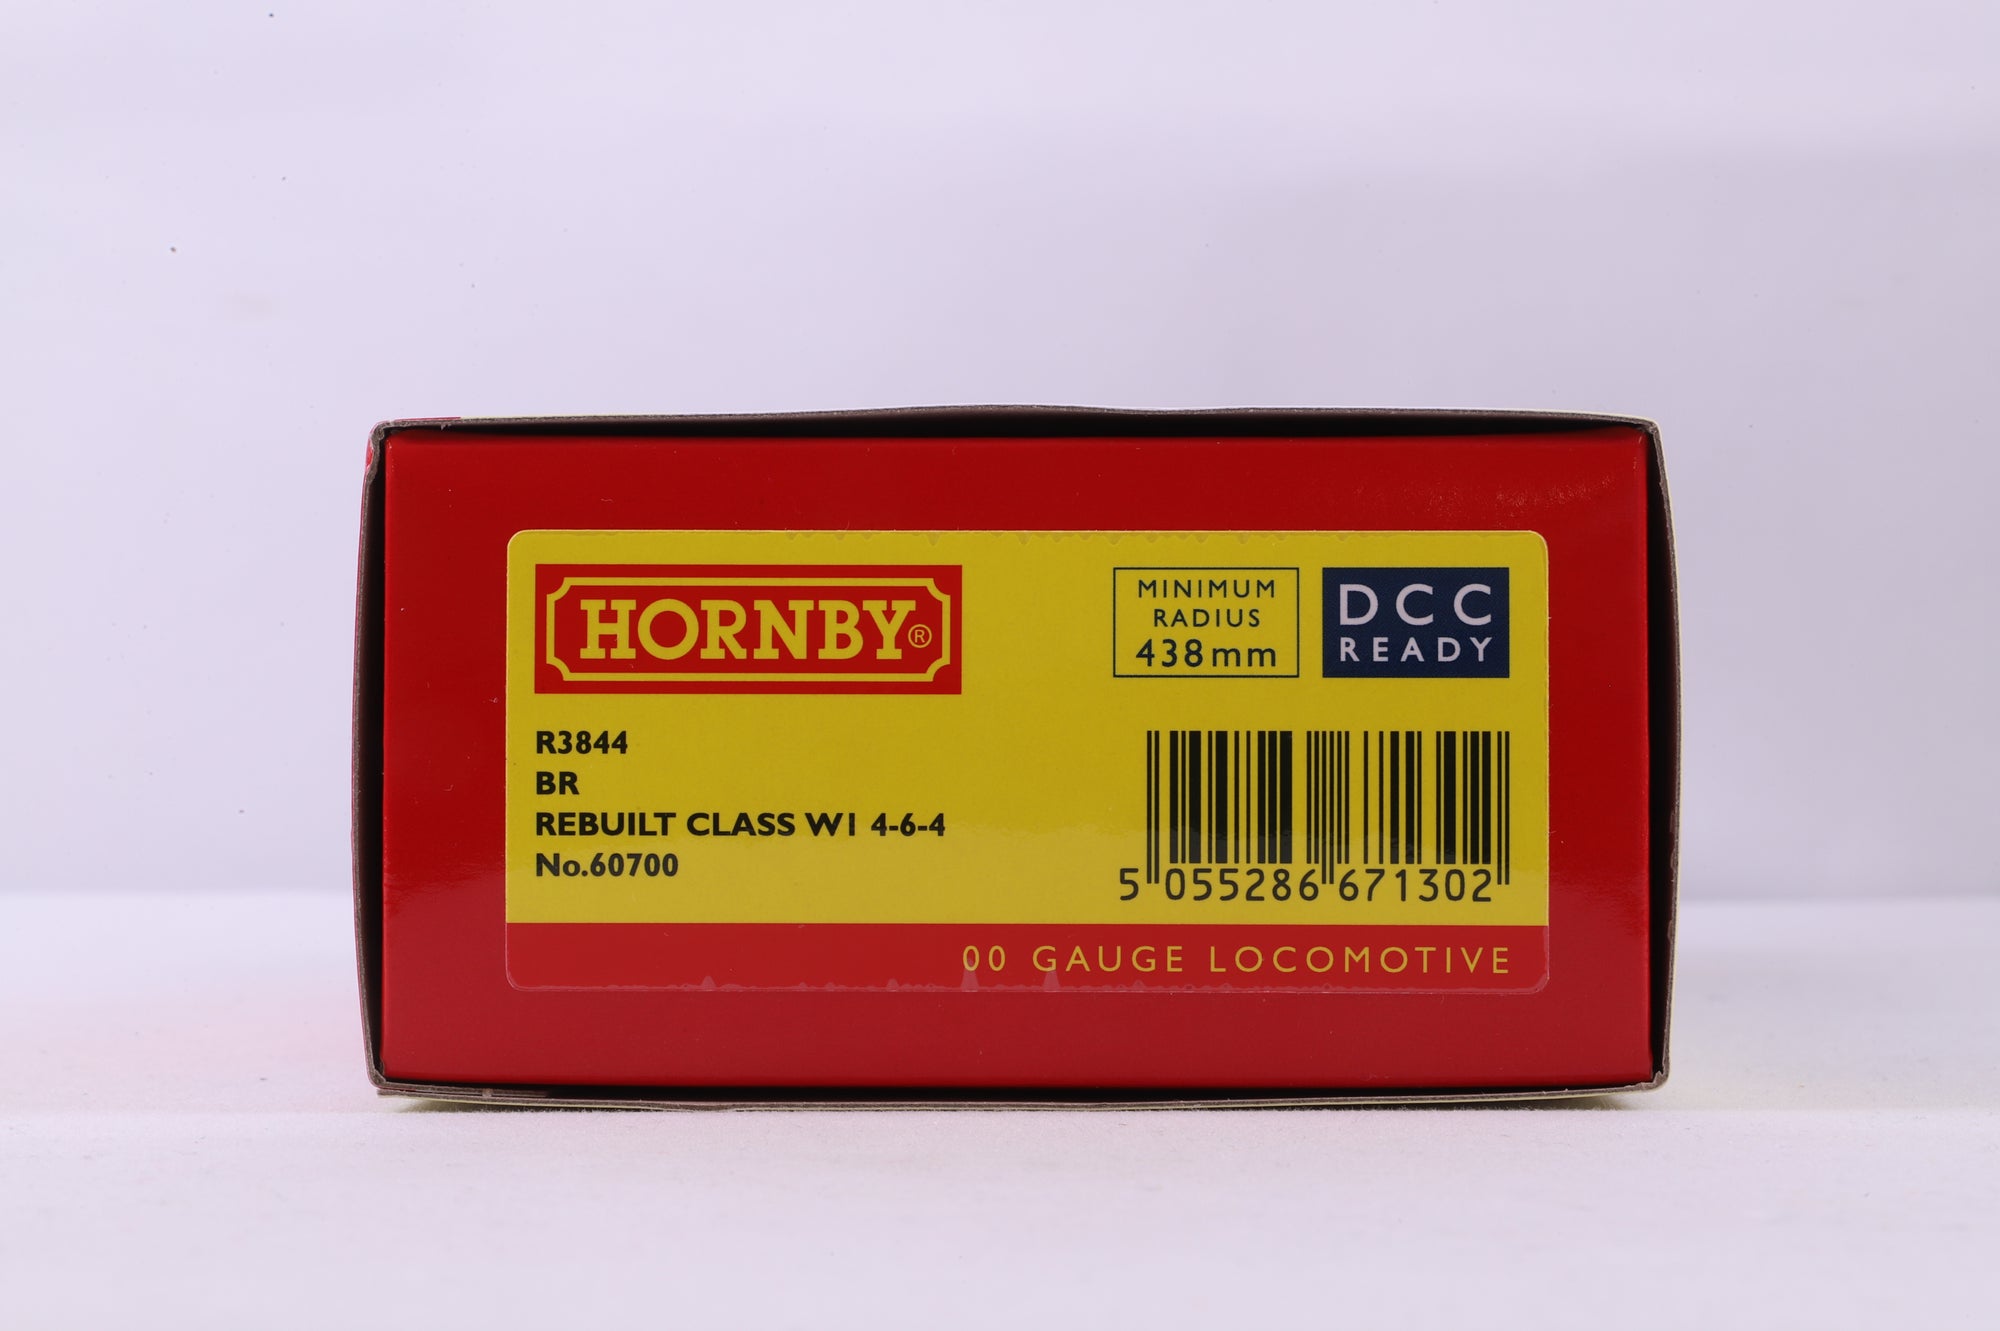 HORNBY®
MINIMUM
RADIUS
438mm
DCC
READY
R3844
BR
REBUILT CLASS W1 4-6-4
No.60700
5 055286 671302
00 GAUGE LOCOMOTIVE